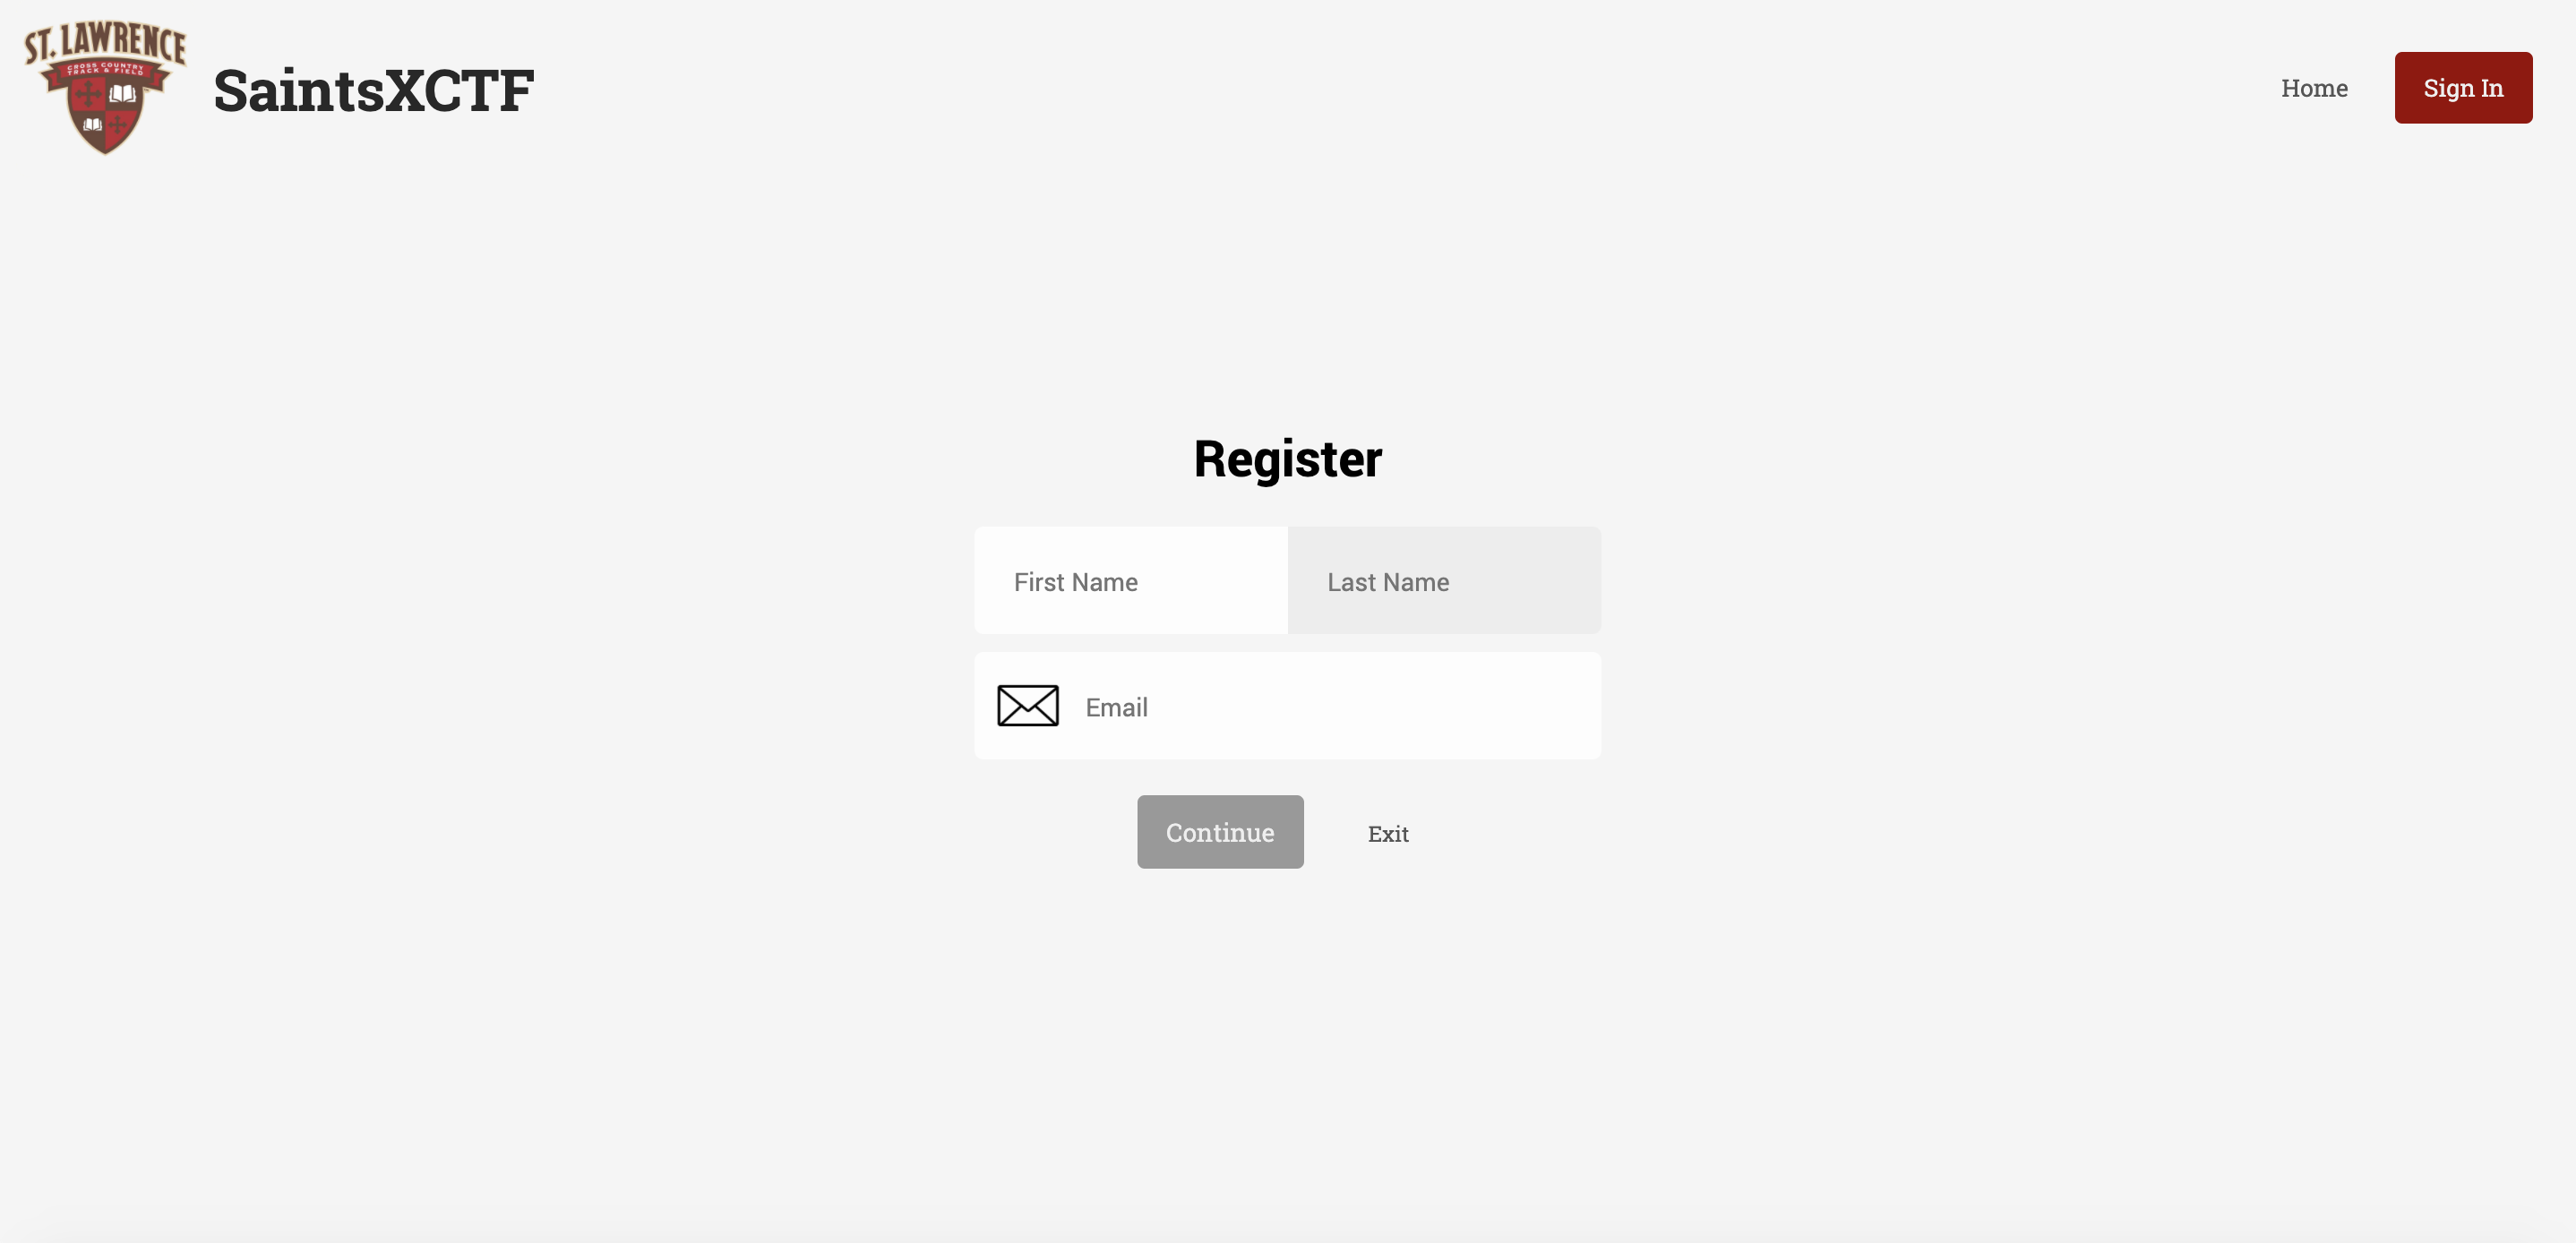 ST. LAWRENCE
CROSS COUNTRY
TRACK & FIELD
SaintsXCTF
Home
Sign In
Register
First Name
Last Name
Email
Continue
Exit